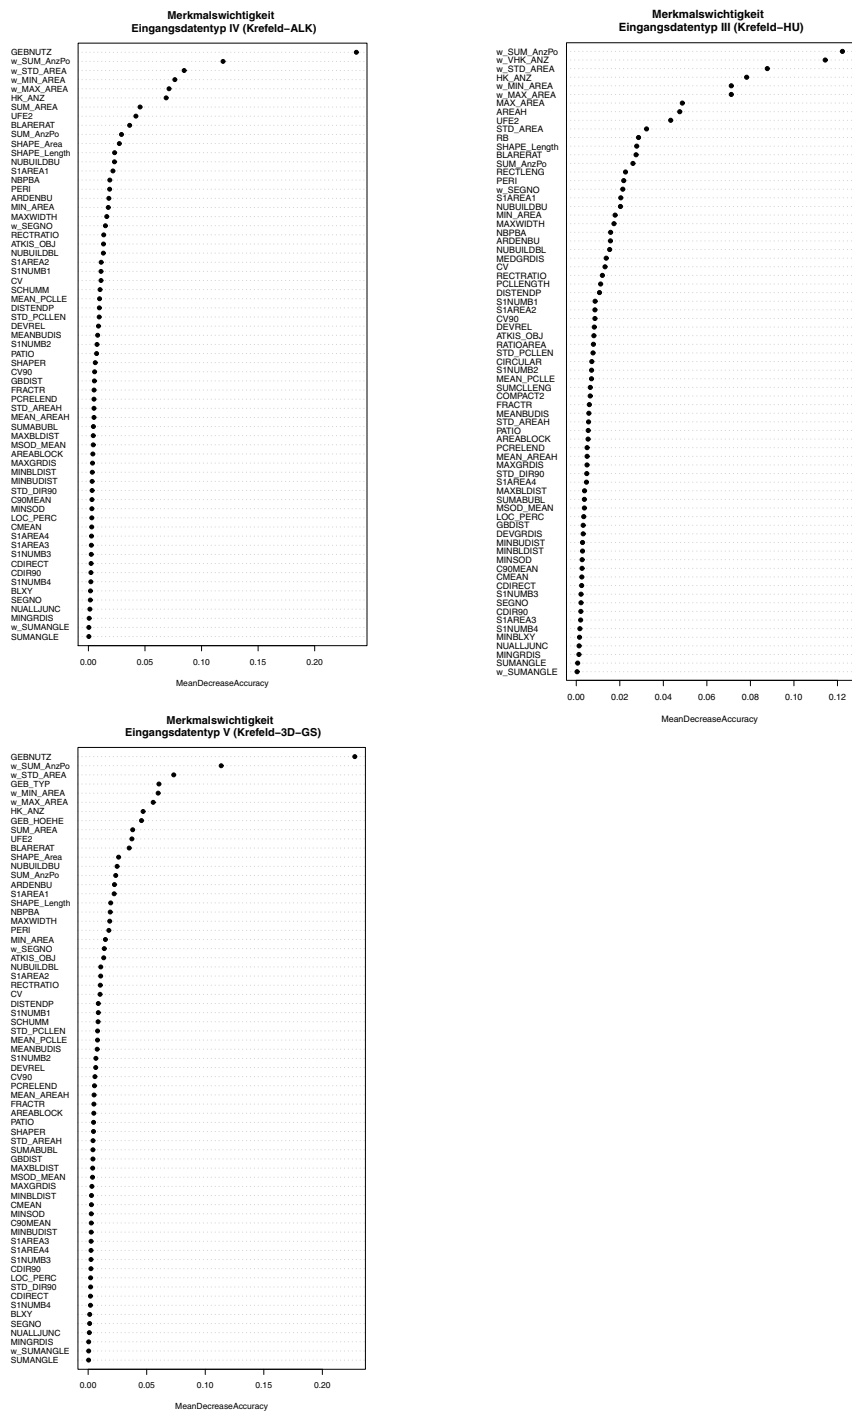 Merkmalswichtigkeit
Eingangsdatentyp IV (Krefeld−ALK)
GEBNUTZ
w_SUM_AnzPo
w_STD_AREA
w_MIN_AREA
w_MAX_AREA
HK_ANZ
SUM_AREA
UFE2
BLARERAT
SUM_AnzPo
SHAPE_Area
SHAPE_Length
NUBUILDBU
S1AREA1
NBPBA
PERI
ARDENBU
MIN_AREA
MAXWIDTH
w_SEGNO
RECTRATIO
ATKIS_OBJ
NUBUILDBL
S1AREA2
S1NUMB1
CV
SCHUMM
MEAN_PCLLE
DISTENDP
STD_PCLLEN
DEVREL
MEANBUDIS
S1NUMB2
PATIO
SHAPER
CV90
GBDIST
FRACTR
PCRELEND
STD_AREAH
MEAN_AREAH
SUMABUBL
MAXBLDIST
MSOD_MEAN
AREABLOCK
MAXGRDIS
MINBLDIST
MINBUDIST
STD_DIR90
C90MEAN
MINSOD
LOC_PERC
CMEAN
S1AREA4
S1AREA3
S1NUMB3
CDIRECT
CDIR90
S1NUMB4
BLXY
SEGNO
NUALLJUNC
MINGRDIS
w_SUMANGLE
SUMANGLE
0.00 0.05 0.10 0.15 0.20
MeanDecreaseAccuracy
Merkmalswichtigkeit
Eingangsdatentyp III (Krefeld−HU)
w_SUM_AnzPo
w_VHK_ANZ
w_STD_AREA
HK_ANZ
w_MIN_AREA
w_MAX_AREA
MAX_AREA
AREAH
UFE2
STD_AREA
RB
SHAPE_Length
BLARERAT
SUM_AnzPo
RECTLENG
PERI
w_SEGNO
S1AREA1
NUBUILDBU
MIN_AREA
MAXWIDTH
NBPBA
ARDENBU
NUBUILDBL
MEDGRDIS
CV
RECTRATIO
PCLLENGTH
DISTENDP
S1NUMB1
S1AREA2
CV90
DEVREL
ATKIS_OBJ
RATIOAREA
STD_PCLLEN
CIRCULAR
S1NUMB2
MEAN_PCLLE
SUMCLLENG
COMPACT2
FRACTR
MEANBUDIS
STD_AREAH
PATIO
AREABLOCK
PCRELEND
MEAN_AREAH
MAXGRDIS
STD_DIR90
S1AREA4
MAXBLDIST
SUMABUBL
MSOD_MEAN
LOC_PERC
GBDIST
DEVGRDIS
MINBUDIST
MINBLDIST
MINSOD
C90MEAN
CMEAN
CDIRECT
S1NUMB3
SEGNO
CDIR90
S1AREA3
S1NUMB4
MINBLXY
NUALLJUNC
MINGRDIS
SUMANGLE
w_SUMANGLE
0.00 0.02 0.04 0.06 0.08 0.10 0.12
MeanDecreaseAccuracy
Merkmalswichtigkeit
Eingangsdatentyp V (Krefeld−3D−GS)
GEBNUTZ
w_SUM_AnzPo
w_STD_AREA
GEB_TYP
w_MIN_AREA
w_MAX_AREA
HK_ANZ
GEB_HOEHE
SUM_AREA
UFE2
BLARERAT
SHAPE_Area
NUBUILDBU
SUM_AnzPo
ARDENBU
S1AREA1
SHAPE_Length
NBPBA
MAXWIDTH
PERI
MIN_AREA
w_SEGNO
ATKIS_OBJ
NUBUILDBL
S1AREA2
RECTRATIO
CV
DISTENDP
S1NUMB1
SCHUMM
STD_PCLLEN
MEAN_PCLLE
MEANBUDIS
S1NUMB2
DEVREL
CV90
PCRELEND
MEAN_AREAH
FRACTR
AREABLOCK
PATIO
SHAPER
STD_AREAH
SUMABUBL
GBDIST
MAXBLDIST
MSOD_MEAN
MAXGRDIS
MINBLDIST
CMEAN
MINSOD
C90MEAN
MINBUDIST
S1AREA3
S1AREA4
S1NUMB3
CDIR90
LOC_PERC
STD_DIR90
CDIRECT
S1NUMB4
BLXY
SEGNO
NUALLJUNC
MINGRDIS
w_SUMANGLE
SUMANGLE
0.00 0.05 0.10 0.15 0.20
MeanDecreaseAccuracy